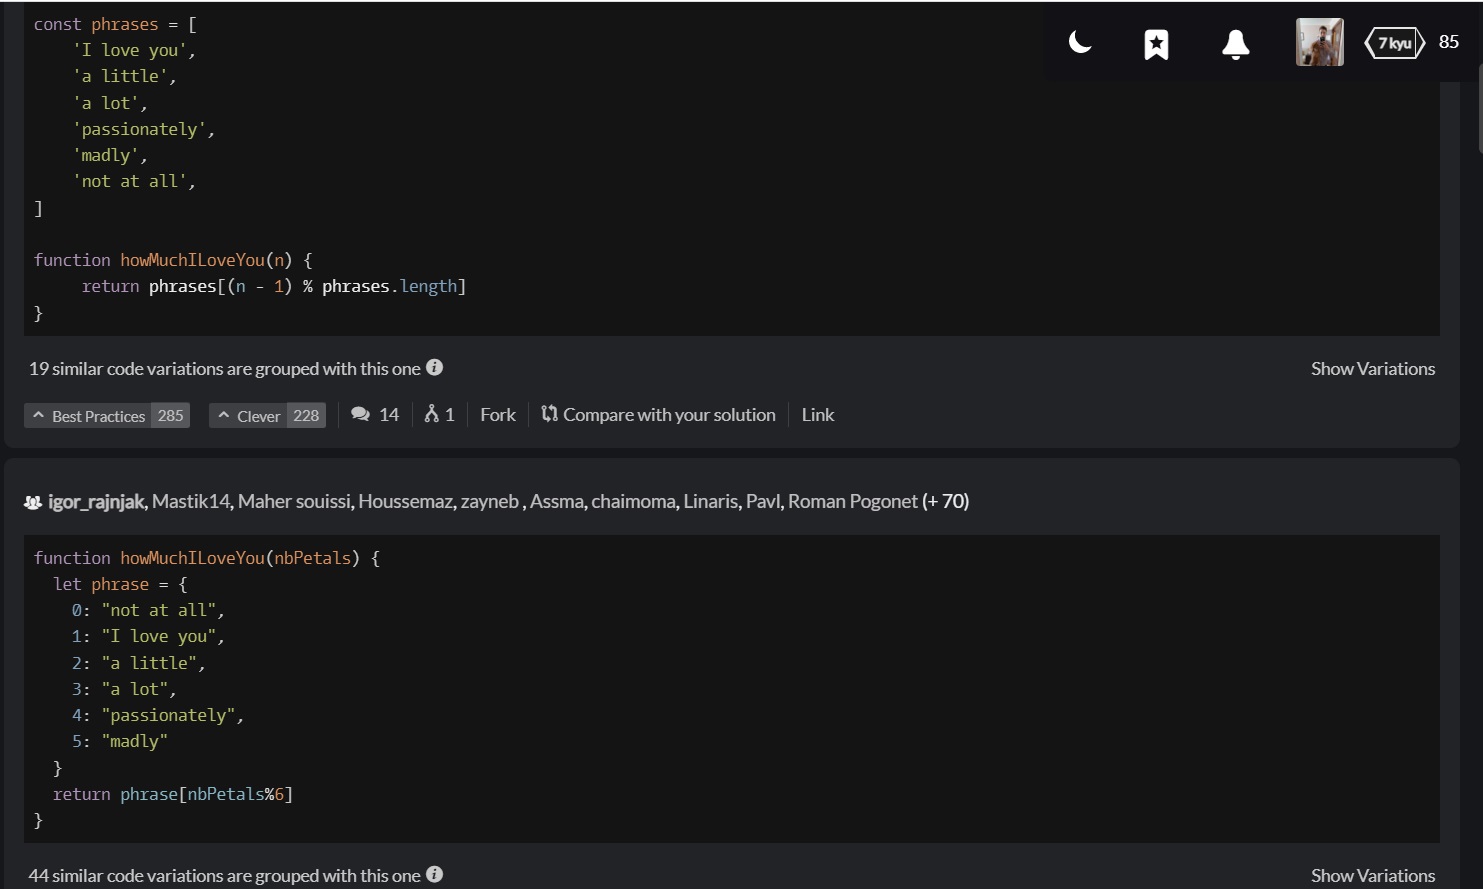 const phrases = [
'I love you',
'a little',
'a lot',
'passionately',
'madly',
'not at all',
]
7 kyu 85
function howMuchILoveYou(n) {
return phrases[(n - 1) % phrases.length]
}
19 similar code variations are grouped with this one
Show Variations
Best Practices 285 Clever 228 14 1 Fork Compare with your solution Link
igor_rajnjak, Mastik14, Maher souissi, Houssemaz, zayneb , Assma, chaimoma, Linaris, Pavl, Roman Pogonet (+ 70)
function howMuchILoveYou(nbPetals) {
let phrase = {
0: "not at all",
1: "I love you",
2: "a little",
3: "a lot",
4: "passionately",
5: "madly"
}
return phrase[nbPetals%6]
}
44 similar code variations are grouped with this one
Show Variations